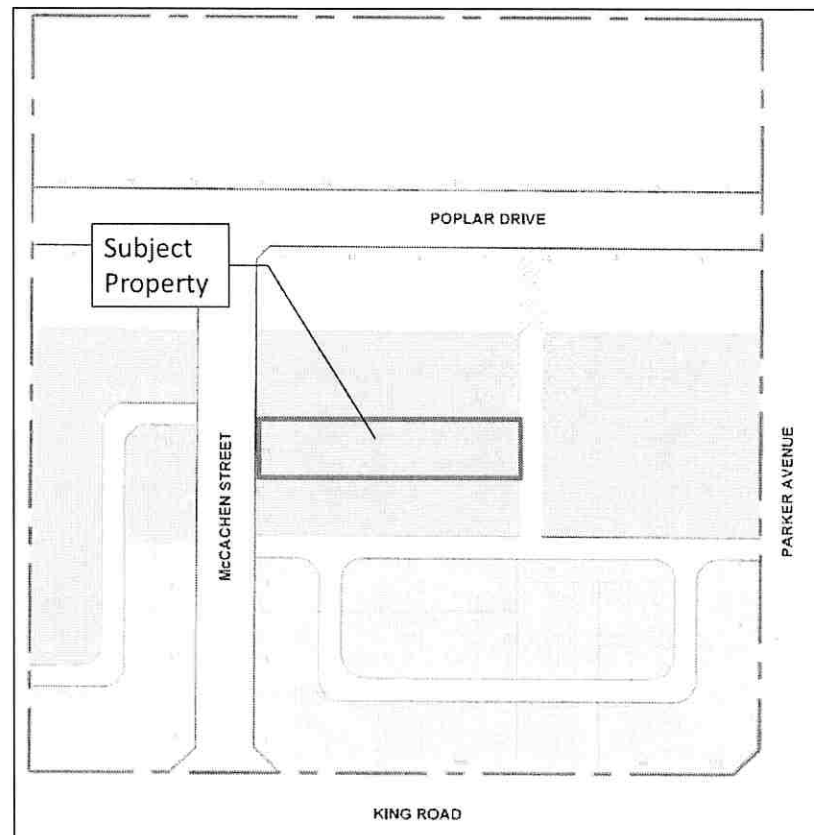 POPLAR DRIVE
Subject
Property
McCACHEN STREET
PARKER AVENUE
KING ROAD